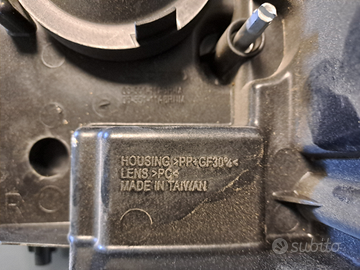 HOUSING >PP+GF30%<
LENS >PC<
MADE IN TAIWAN
subito